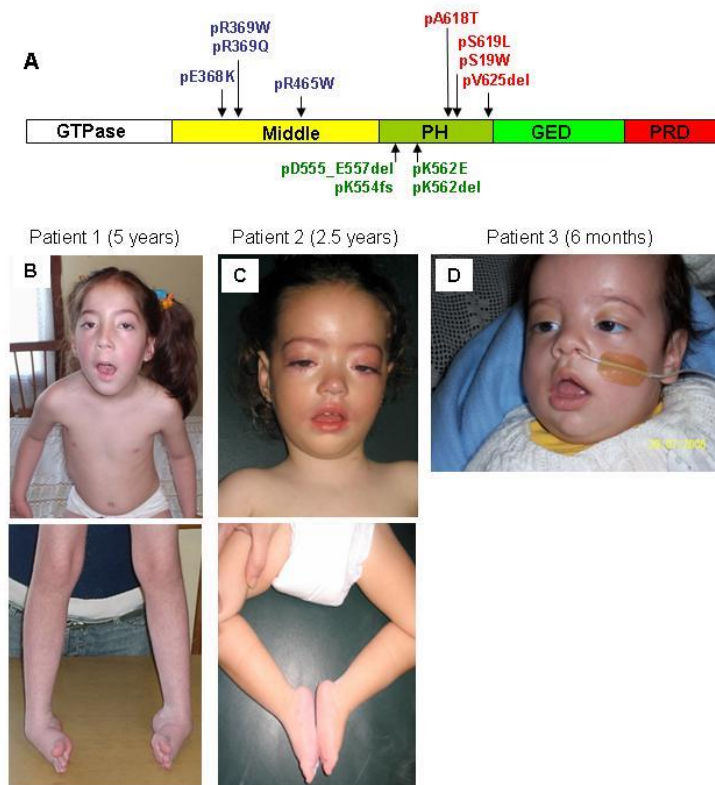 A
pR369W
pR369Q
pE368K
pR465W
pA618T
pS619L
pS19W
pV625del
GTPase
Middle
PH
GED
PRD
pD555_E557del
pK554fs
pK562E
pK562del
Patient 1 (5 years)
Patient 2 (2.5 years)
Patient 3 (6 months)
B
C
D